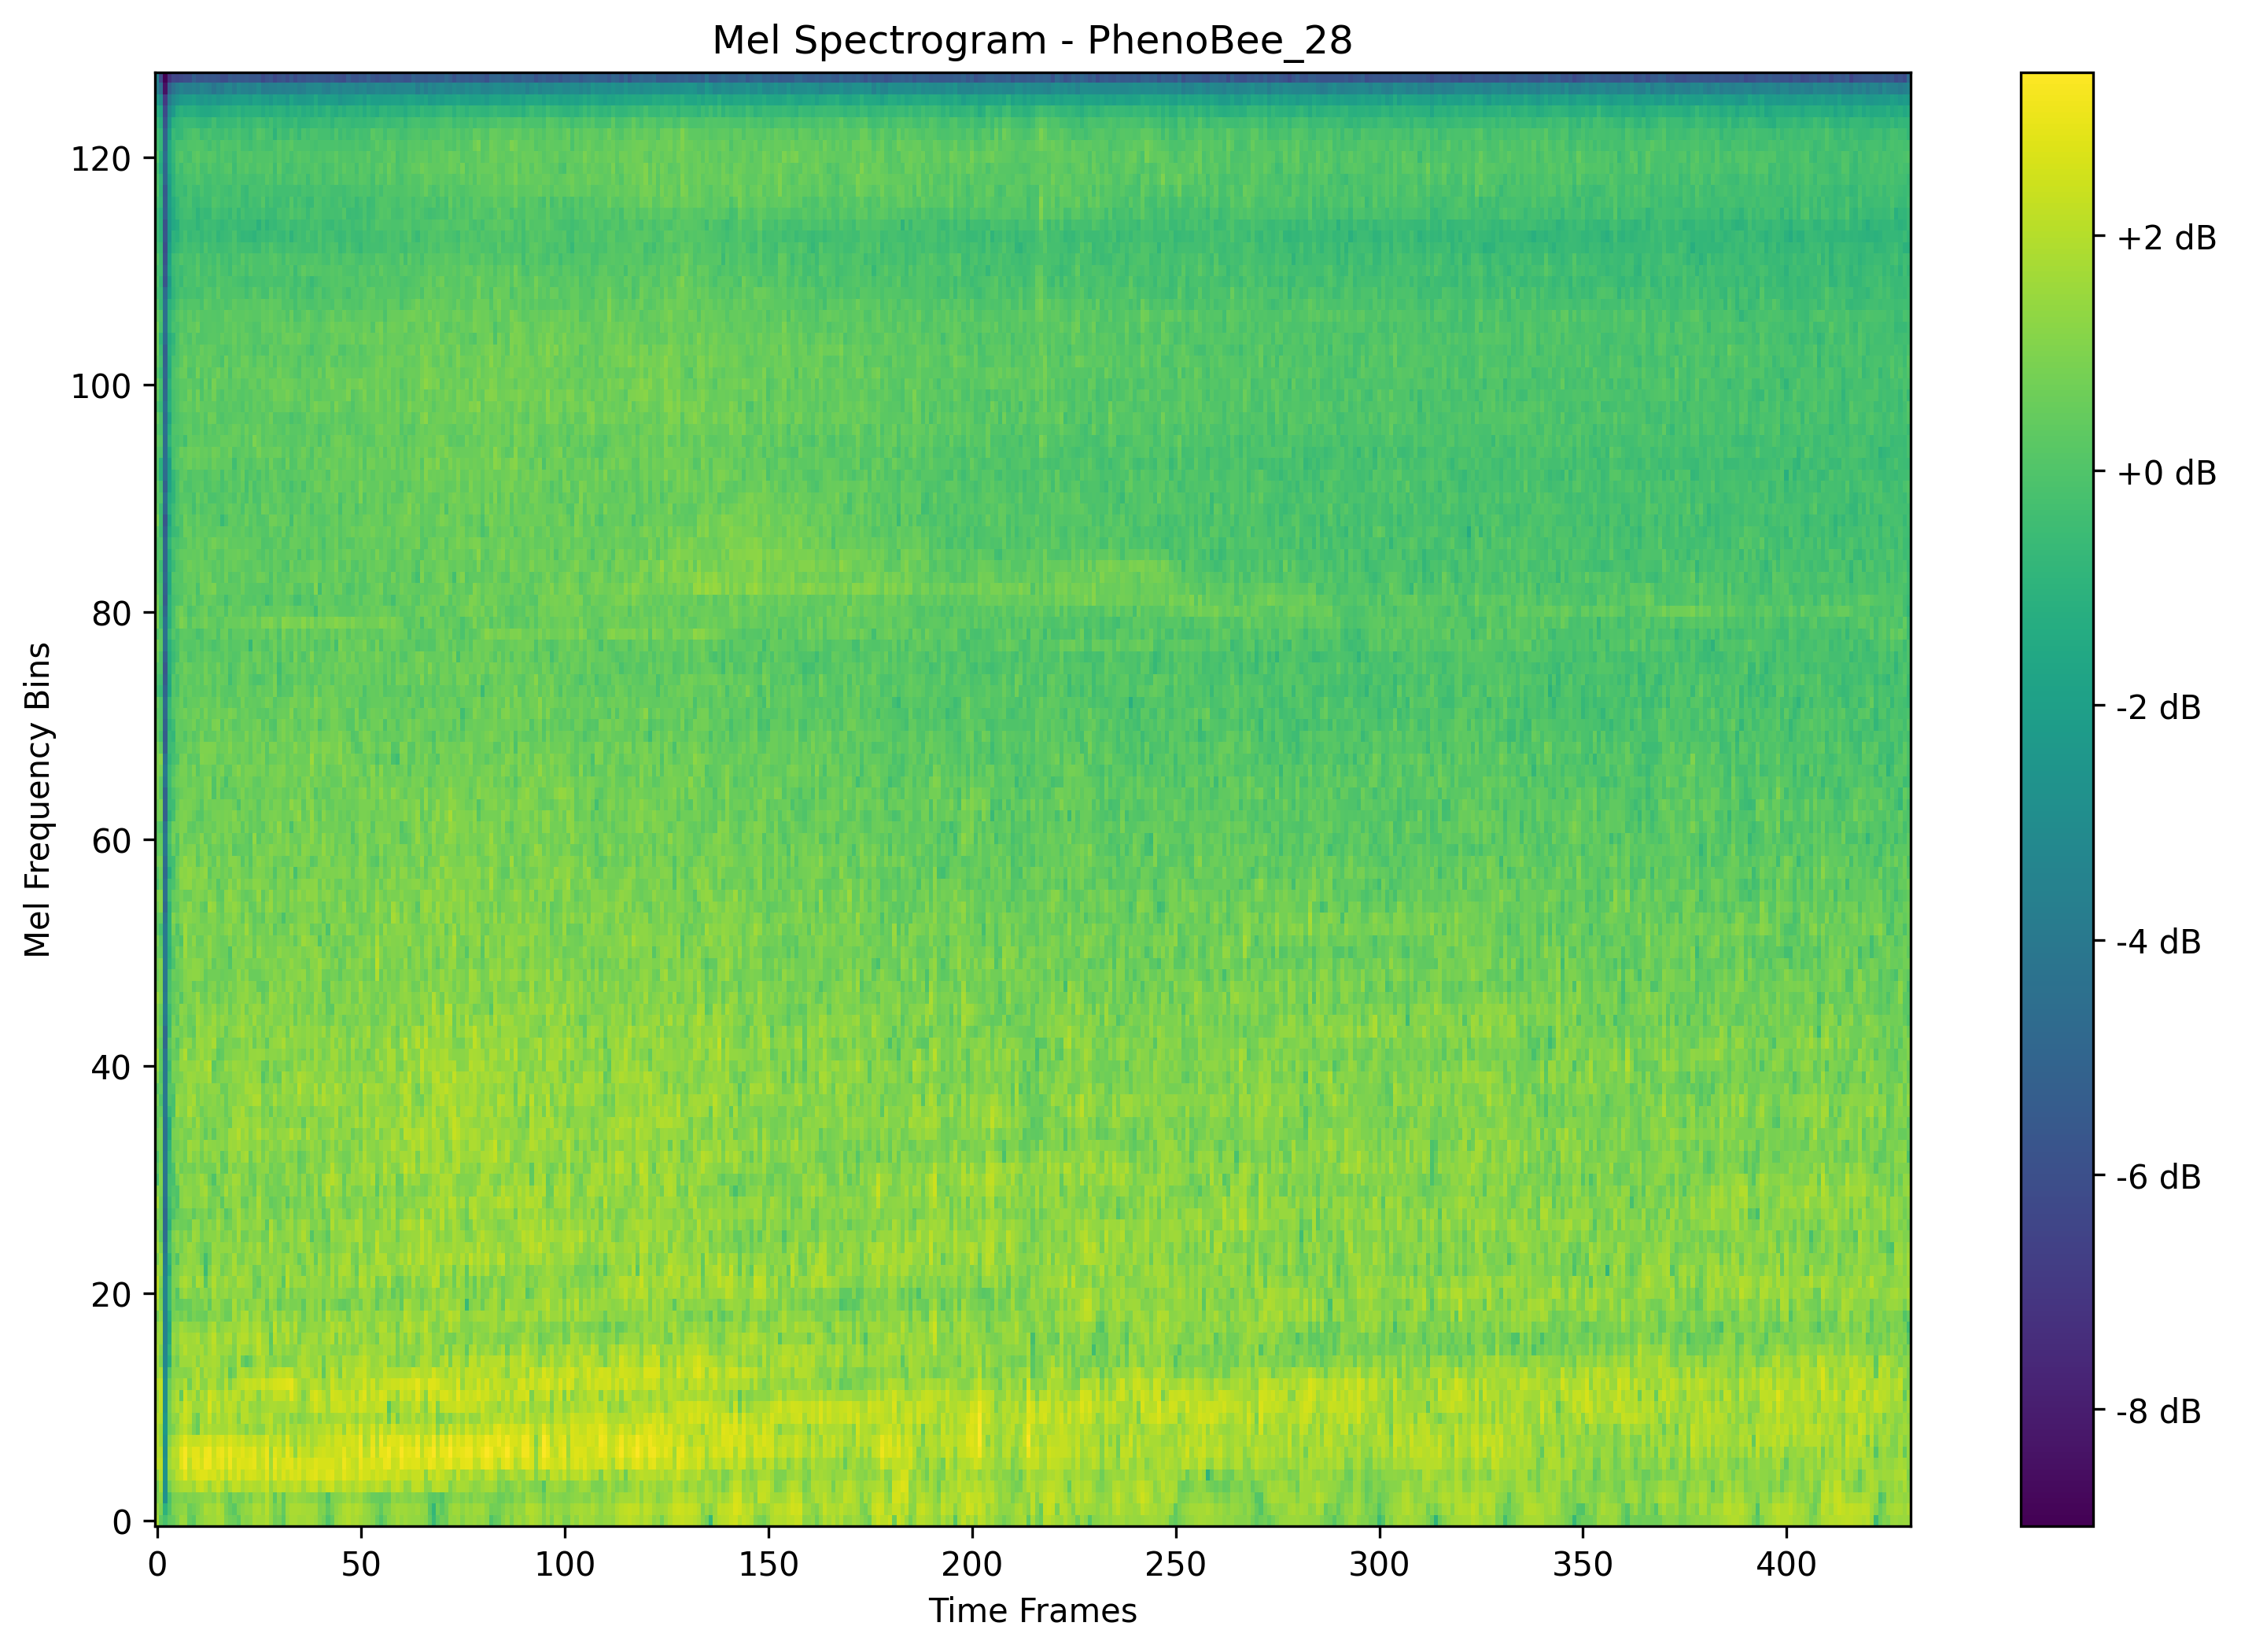 Mel Spectrogram - PhenoBee_28
Mel Frequency Bins
120
100
80
60
40
20
0
0 50 100 150 200 250 300 350 400
Time Frames
+2 dB
+0 dB
-2 dB
-4 dB
-6 dB
-8 dB